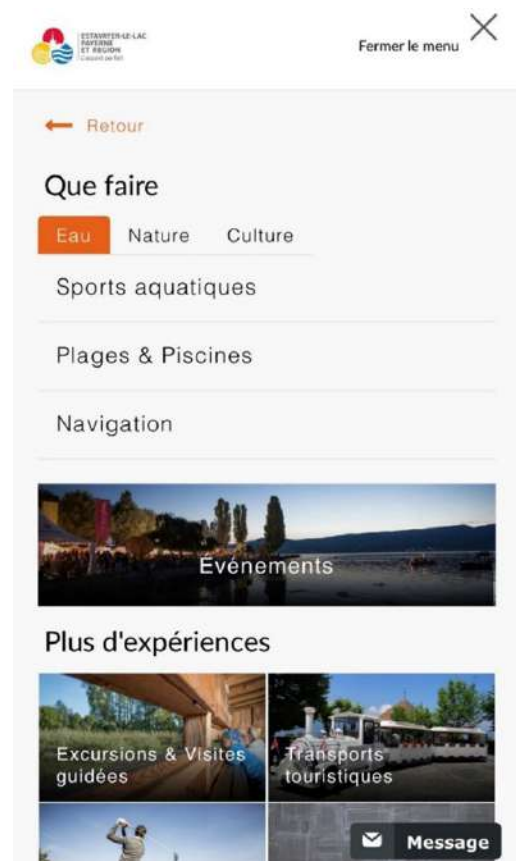 ESTAVAYER-LE-LAC
PAYERNE
ET RÉGION
Fermer le menu
Retour
Que faire
Eau Nature Culture
Sports aquatiques
Plages & Piscines
Navigation
Événements
Plus d'expériences
Excursions & Visites
guidées
Transports
touristiques
Message